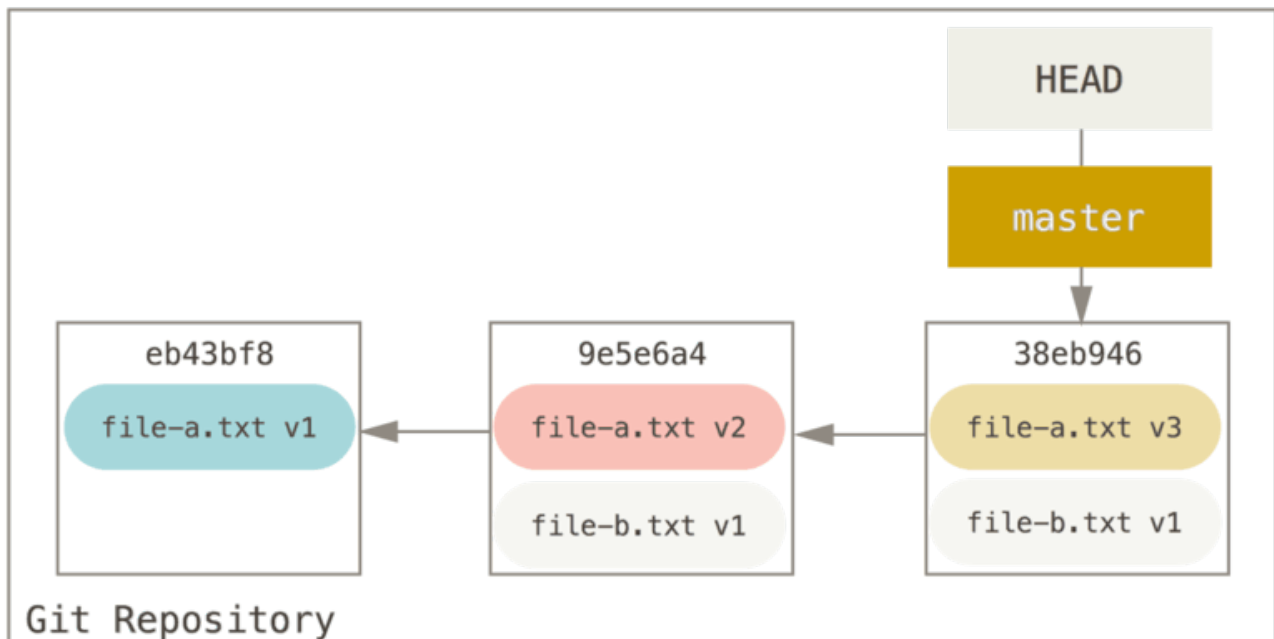 HEAD
master
eb43bf8
file-a.txt v1
9e5e6a4
file-a.txt v2
file-b.txt v1
38eb946
file-a.txt v3
file-b.txt v1
Git Repository